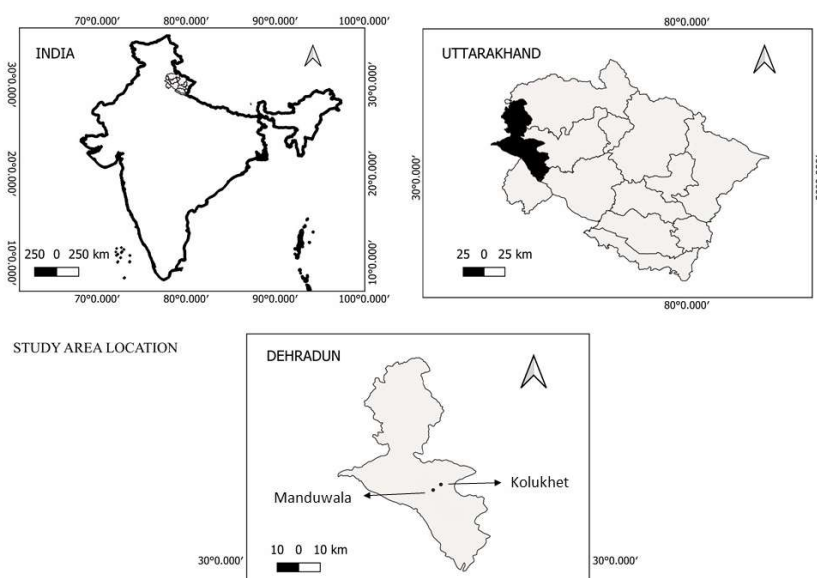 70°0.000′ 80°0.000′ 90°0.000′ 100°0.000′
INDIA
30°0.000′
20°0.000′
10°0.000′
30°0.000′
20°0.000′
10°0.000′
250 0 250 km
70°0.000′ 80°0.000′ 90°0.000′ 100°0.000′
80°0.000′
UTTARAKHAND
30°0.000′
25 0 25 km
80°0.000′
STUDY AREA LOCATION
DEHRADUN
Kolukhet
Manduwala
10 0 10 km
30°0.000′ 30°0.000′